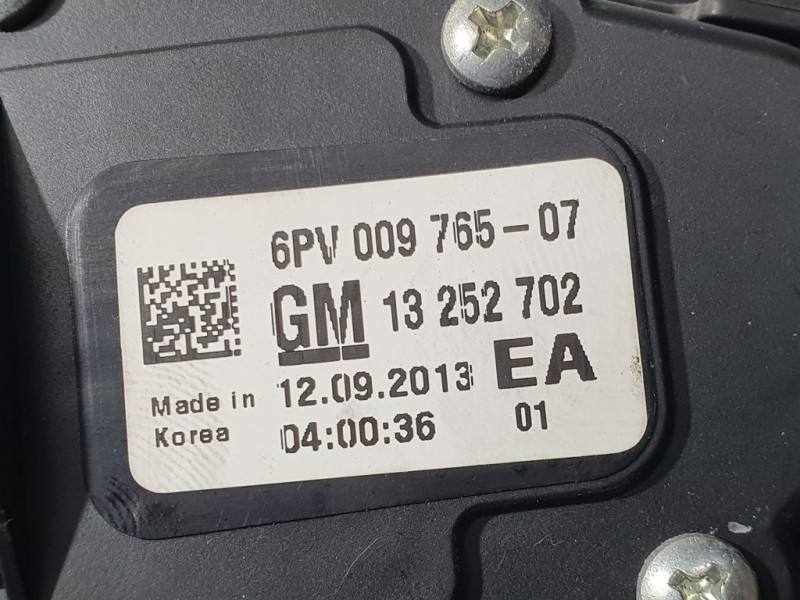 6PV 009 765-07
GM 13 252 702
Made in 12.09.2013 EA
Korea 04:00:36 01